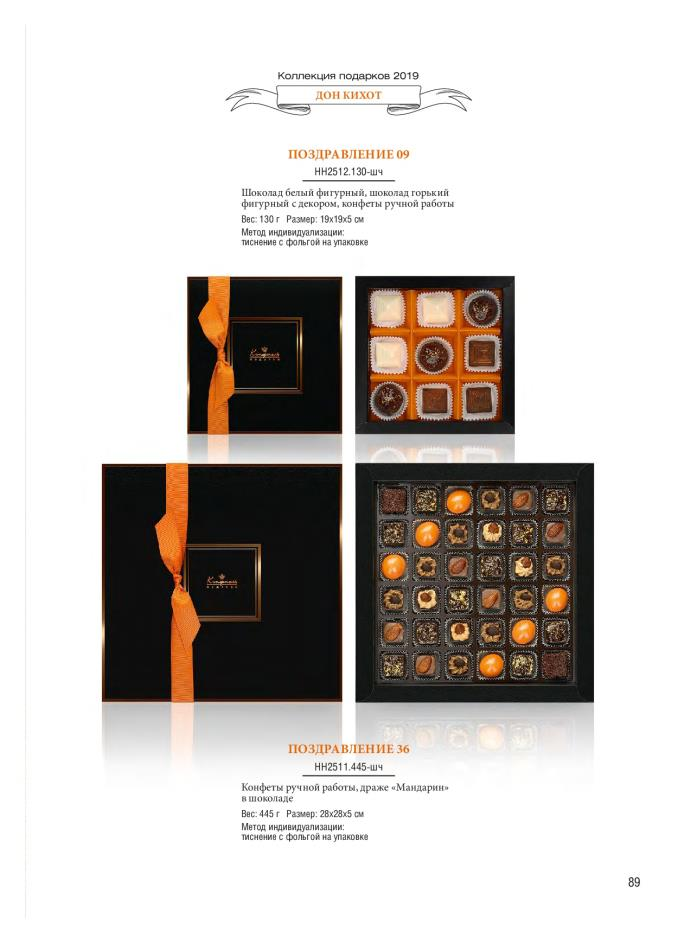 Коллекция подарков 2019
ДОН КИХОТ
ПОЗДРАВЛЕНИЕ 09
НН2512.130-шч
Шоколад белый фигурный, шоколад горький
фигурный с декором, конфеты ручной работы
Вес: 130 г Размер: 19х19х5 см
Метод индивидуализации:
тиснение с фольгой на упаковке
ПОЗДРАВЛЕНИЕ 36
НН2511.445-шч
Конфеты ручной работы, драже «Мандарин»
в шоколаде
Вес: 445 г Размер: 28х28х5 см
Метод индивидуализации:
тиснение с фольгой на упаковке
89